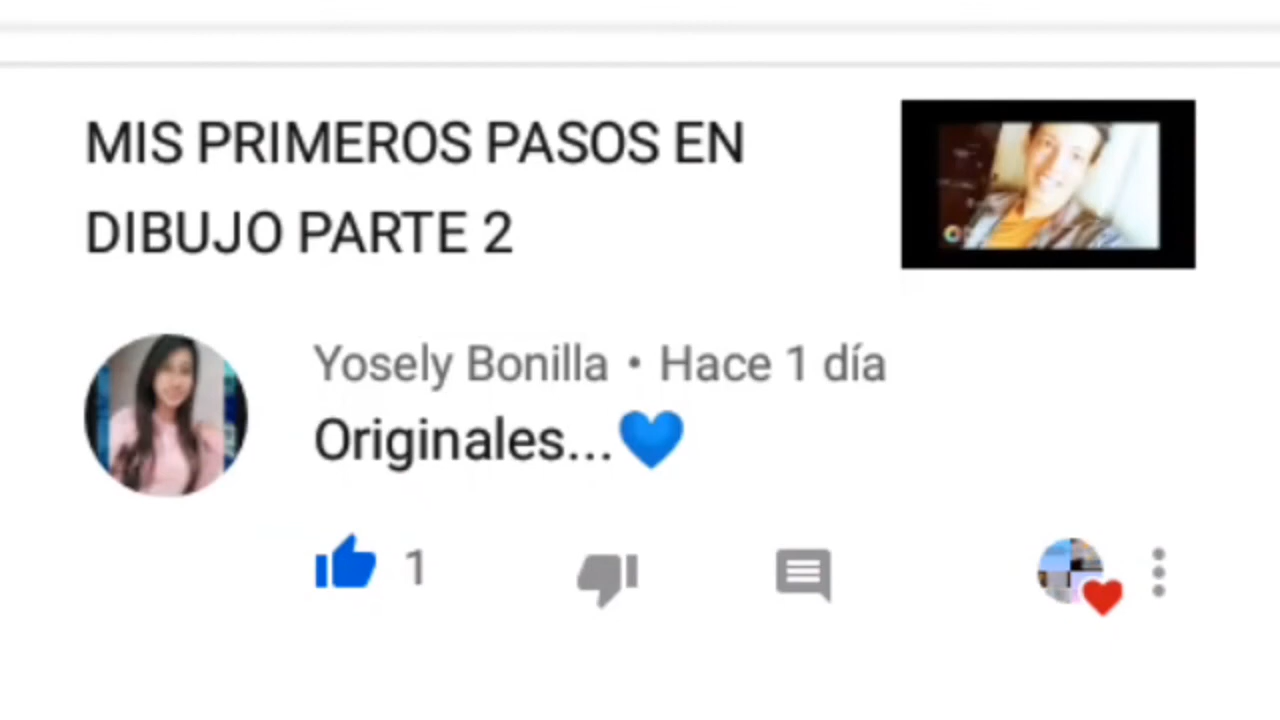 MIS PRIMEROS PASOS EN
DIBUJO PARTE 2
Yosely Bonilla • Hace 1 día
Originales...💙
1